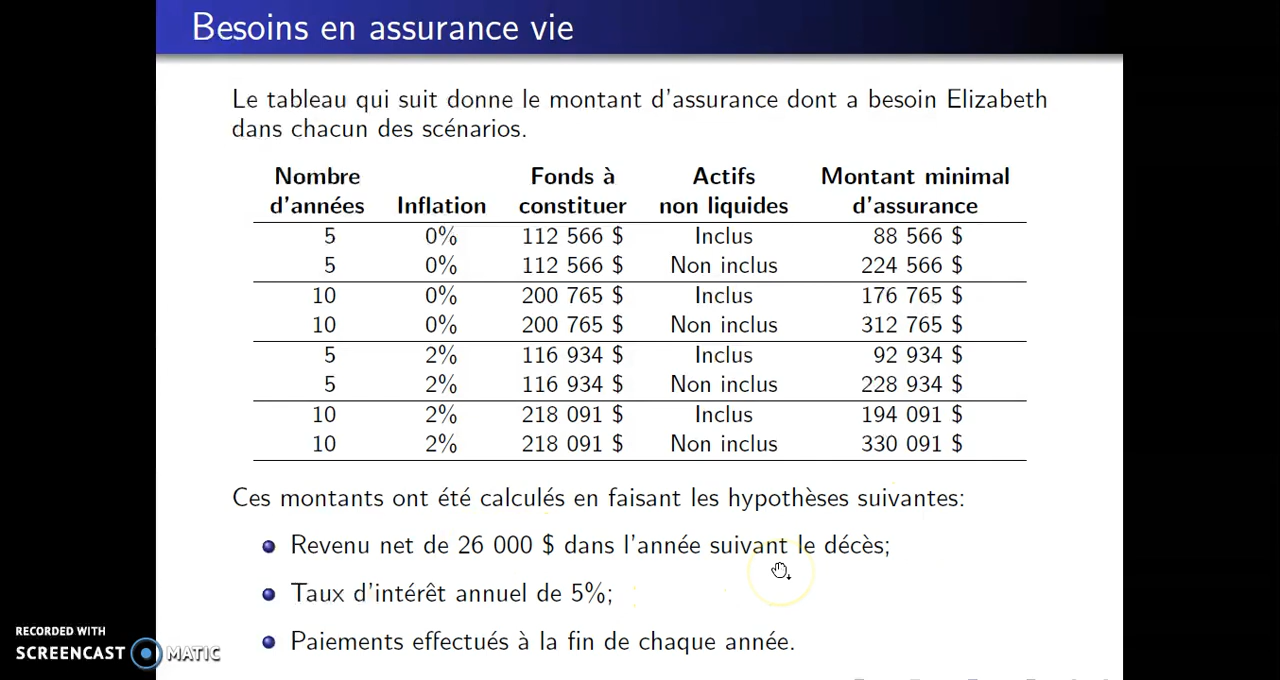 Besoins en assurance vie
Le tableau qui suit donne le montant d'assurance dont a besoin Elizabeth
dans chacun des scénarios.
Nombre Fonds à Actifs Montant minimal
d'années Inflation constituer non liquides d'assurance
5 0% 112 566 $ Inclus 88 566 $
5 0% 112 566 $ Non inclus 224 566 $
10 0% 200 765 $ Inclus 176 765 $
10 0% 200 765 $ Non inclus 312 765 $
5 2% 116 934 $ Inclus 92 934 $
5 2% 116 934 $ Non inclus 228 934 $
10 2% 218 091 $ Inclus 194 091 $
10 2% 218 091 $ Non inclus 330 091 $
Ces montants ont été calculés en faisant les hypothèses suivantes:
Revenu net de 26 000 $ dans l'année suivant le décès;
Taux d'intérêt annuel de 5%;
Paiements effectués à la fin de chaque année.
RECORDED WITH
SCREENCAST MATIC